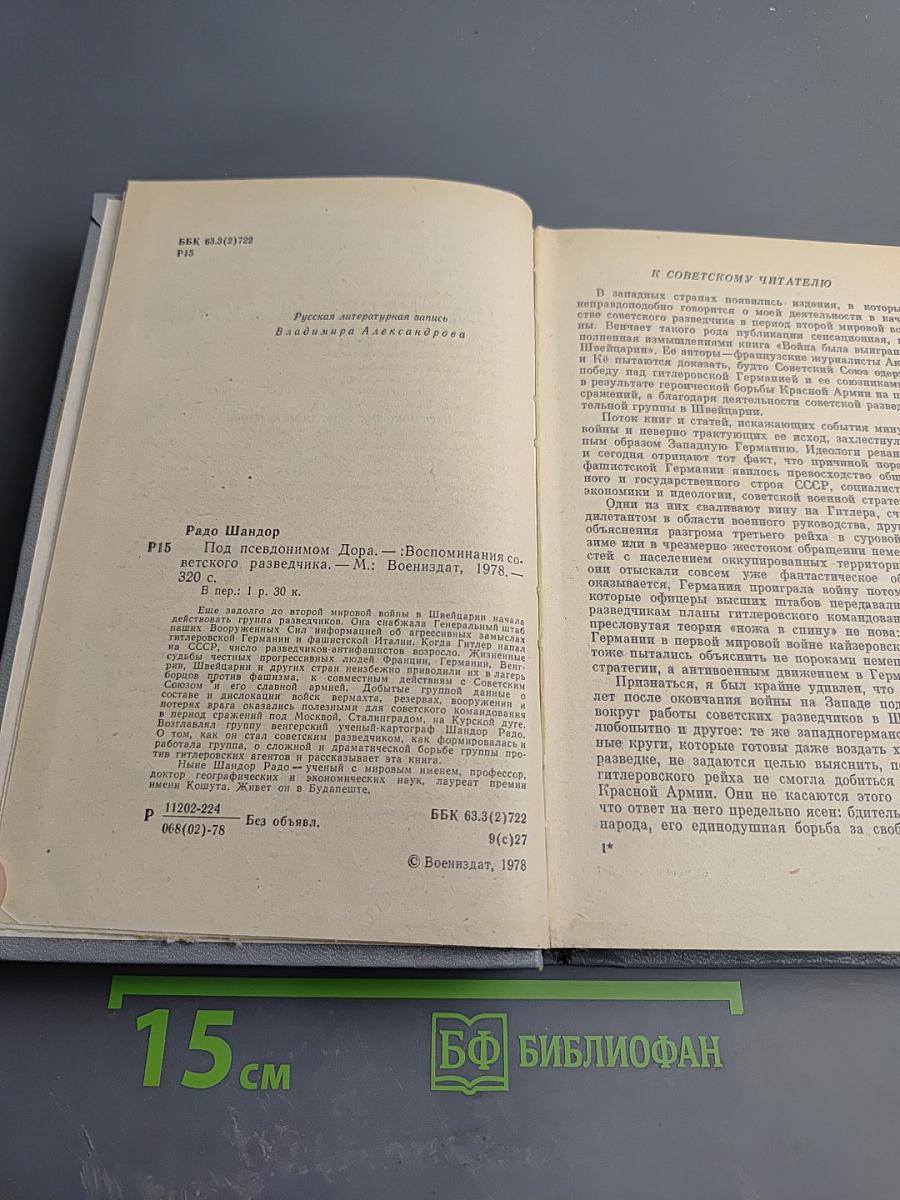 ББК 63.3(2)722
Р15
Русская литературная запись
Владимира Александрова
Радо Шандор
Р15 Под псевдонимом Дора. — :Воспоминания со-
ветского разведчика. — М.: Воениздат, 1978. —
320 с.
В пер.: 1 р. 30 к.
Еще задолго до второй мировой войны в Швейцарии начала
действовать группа разведчиков. Она снабжала Генеральный штаб
наших Вооруженных Сил информацией об агрессивных замыслах
гитлеровской Германии и фашистской Италии. Когда Гитлер напал
на СССР, число разведчиков-антифашистов возросло. Жизненные
судьбы честных прогрессивных людей Франции, Германии, Вен-
грии, Швейцарии и других стран неизбежно приводили их в лагерь
борцов против фашизма, к совместным действиям с Советским
Союзом и его славной армией. Добытые группой данные о
составе и дислокации войск вермахта, резервах, вооружении и
потерях врага оказались полезными для советского командования
в период сражений под Москвой, Сталинградом, на Курской дуге.
Возглавлял группу венгерский ученый-картограф Шандор Радо.
О том, как он стал советским разведчиком, как формировалась и
работала группа, о сложной и драматической борьбе группы про-
тив гитлеровских агентов и рассказывает эта книга.
Ныне Шандор Радо — ученый с мировым именем, профессор,
доктор географических и экономических наук, лауреат премии
имени Кошута. Живет он в Будапеште.
Р 11202-224
068(02)-78 Без объявл.
ББК 63.3(2)722
9(с)27
© Воениздат, 1978
К СОВЕТСКОМУ ЧИТАТЕЛЮ
В западных странах появились издания, в которы
неправдоподобно говорится о моей деятельности в кач
стве советского разведчика в период второй мировой во
ны. Венчает такого рода публикации сенсационная,
полненная измышлениями книга «Война была выигран
Швейцарии». Ее авторы — французские журналисты Ак
и Кё пытаются доказать, будто Советский Союз одер
победу над гитлеровской Германией и ее союзникам
в результате героической борьбы Красной Армии на п
сражений, а благодаря деятельности советской развед
тельной группы в Швейцарии.
Поток книг и статей, искажающих события мину
войны и неверно трактующих ее исход, захлестнул
ным образом Западную Германию. Идеологи реван
и сегодня отрицают тот факт, что причиной пора
фашистской Германии явилось превосходство общ
ного и государственного строя СССР, социалист
экономики и идеологии, советской военной страте
Одни из них сваливают вину на Гитлера, сч
дилетантом в области военного руководства, друг
объяснения разгрома третьего рейха в суровой
зиме или в чрезмерно жестоком обращении неме
стей с населением оккупированных территори
они отыскали совсем уже фантастическое об
оказывается, Германия проиграла войну потом
которые офицеры высших штабов передавали
разведчикам планы гитлеровского командован
пресловутая теория «ножа в спину» не нова:
Германии в первой мировой войне кайзеровск
тоже пытались объяснить не пороками немец
стратегии, а антивоенным движением в Герм
Признаться, я был крайне удивлен, что
лет после окончания войны на Западе под
вокруг работы советских разведчиков в Ш
любопытно и другое: те же западногерманс
ные круги, которые готовы даже воздать х
разведке, не задаются целью выяснить, по
гитлеровского рейха не смогла добиться
Красной Армии. Они не касаются этого
что ответ на него предельно ясен: бдитель
народа, его единодушная борьба за своб
1*
15 см
БФ БИБЛИОФАН